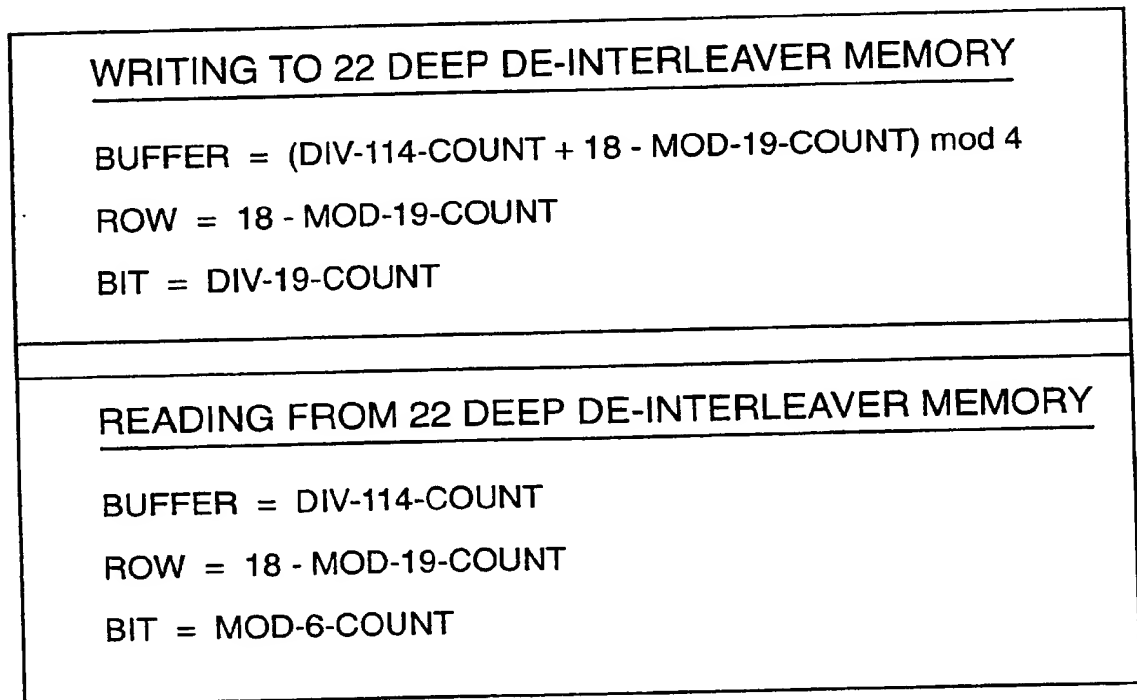 WRITING TO 22 DEEP DE-INTERLEAVER MEMORY
BUFFER = (DIV-114-COUNT + 18 - MOD-19-COUNT) mod 4
ROW = 18 - MOD-19-COUNT
BIT = DIV-19-COUNT
READING FROM 22 DEEP DE-INTERLEAVER MEMORY
BUFFER = DIV-114-COUNT
ROW = 18 - MOD-19-COUNT
BIT = MOD-6-COUNT